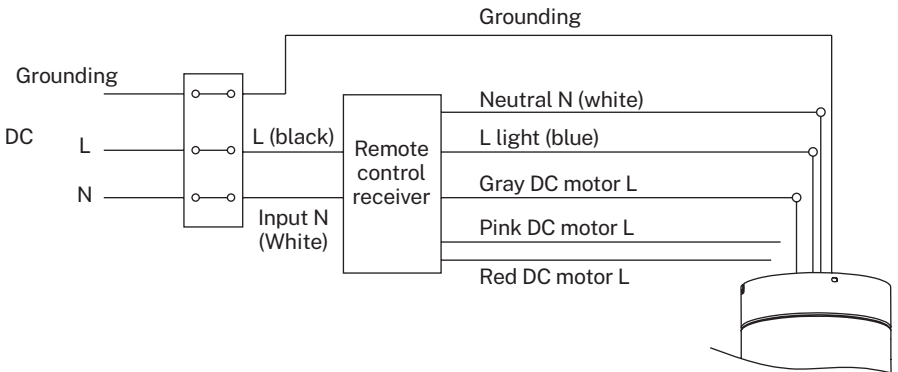 Grounding
Grounding
Neutral N (white)
DC
L
L (black)
Remote
control
receiver
L light (blue)
N
Input N
(White)
Gray DC motor L
Pink DC motor L
Red DC motor L